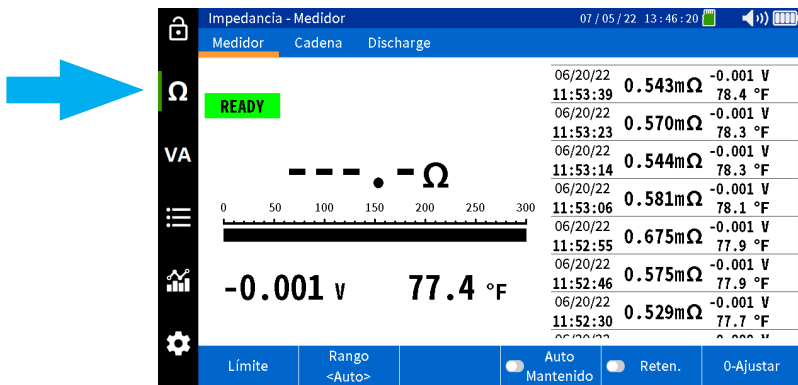 Impedancia - Medidor
07/05/22 13:46:20
Medidor Cadena Discharge
Ω
READY
VA
---.-Ω
0 50 100 150 200 250 300
-0.001 V 77.4 °F
06/20/22
11:53:39 0.543mΩ -0.001 V
78.4 °F
06/20/22
11:53:23 0.570mΩ -0.001 V
78.3 °F
06/20/22
11:53:14 0.544mΩ -0.001 V
78.3 °F
06/20/22
11:53:06 0.581mΩ -0.001 V
78.1 °F
06/20/22
11:52:55 0.675mΩ -0.001 V
77.9 °F
06/20/22
11:52:46 0.575mΩ -0.001 V
77.9 °F
06/20/22
11:52:30 0.529mΩ -0.001 V
77.7 °F
Límite
Rango
<Auto>
Auto
Mantenido
Reten.
0-Ajustar